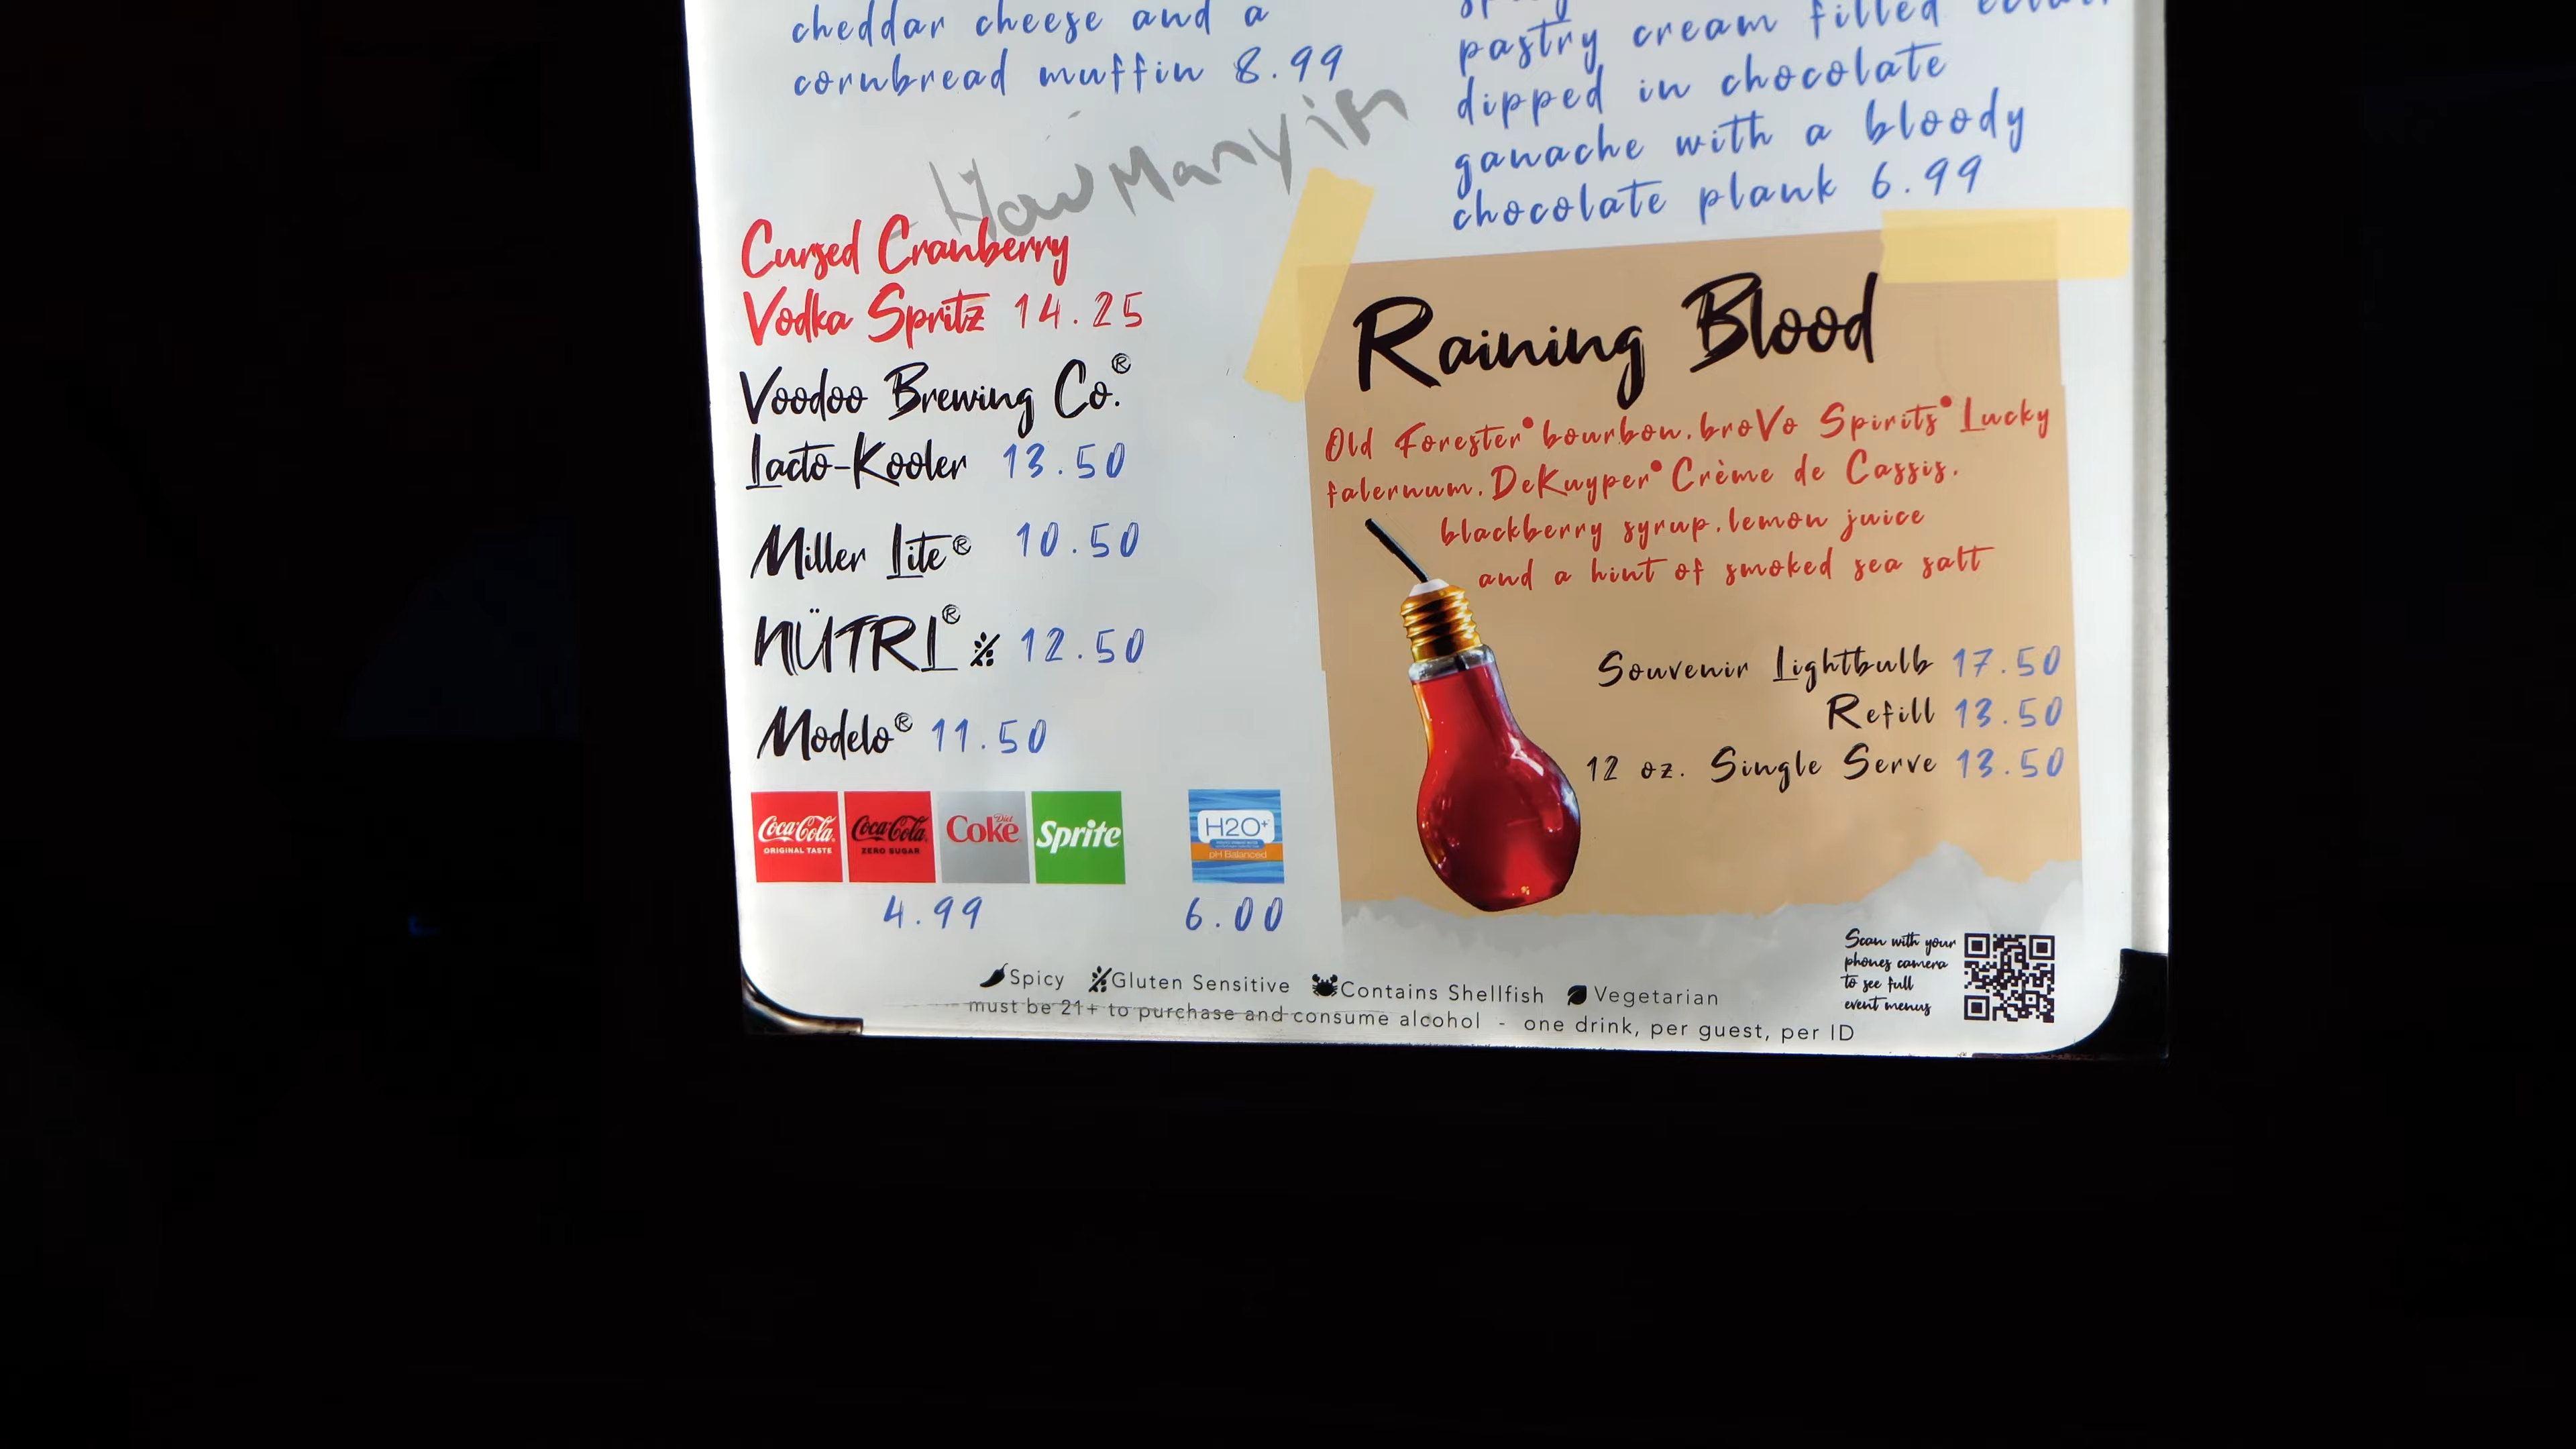 cheddar cheese and a
cornbread muffin 8.99
pastry cream filled
dipped in chocolate
ganache with a bloody
chocolate plank 6.99
How Many in
Cursed Cranberry
Vodka Spritz 14.25
Voodoo Brewing Co.®
Lacto-Kooler 13.50
Miller Lite® 10.50
NÜTRL® 12.50
Modelo® 11.50
Coca-Cola ORIGINAL TASTE
Coca-Cola ZERO SUGAR
Diet Coke
Sprite
4.99
H2O+
pH Balanced
6.00
Raining Blood
Old Forester® bourbon, broVo Spirits® Lucky
falernum, DeKuyper® Crème de Cassis,
blackberry syrup, lemon juice
and a hint of smoked sea salt
Souvenir Lightbulb 17.50
Refill 13.50
12 oz. Single Serve 13.50
Scan with your
phones camera
to see full
event menus
Spicy Gluten Sensitive Contains Shellfish Vegetarian
must be 21+ to purchase and consume alcohol - one drink, per guest, per ID